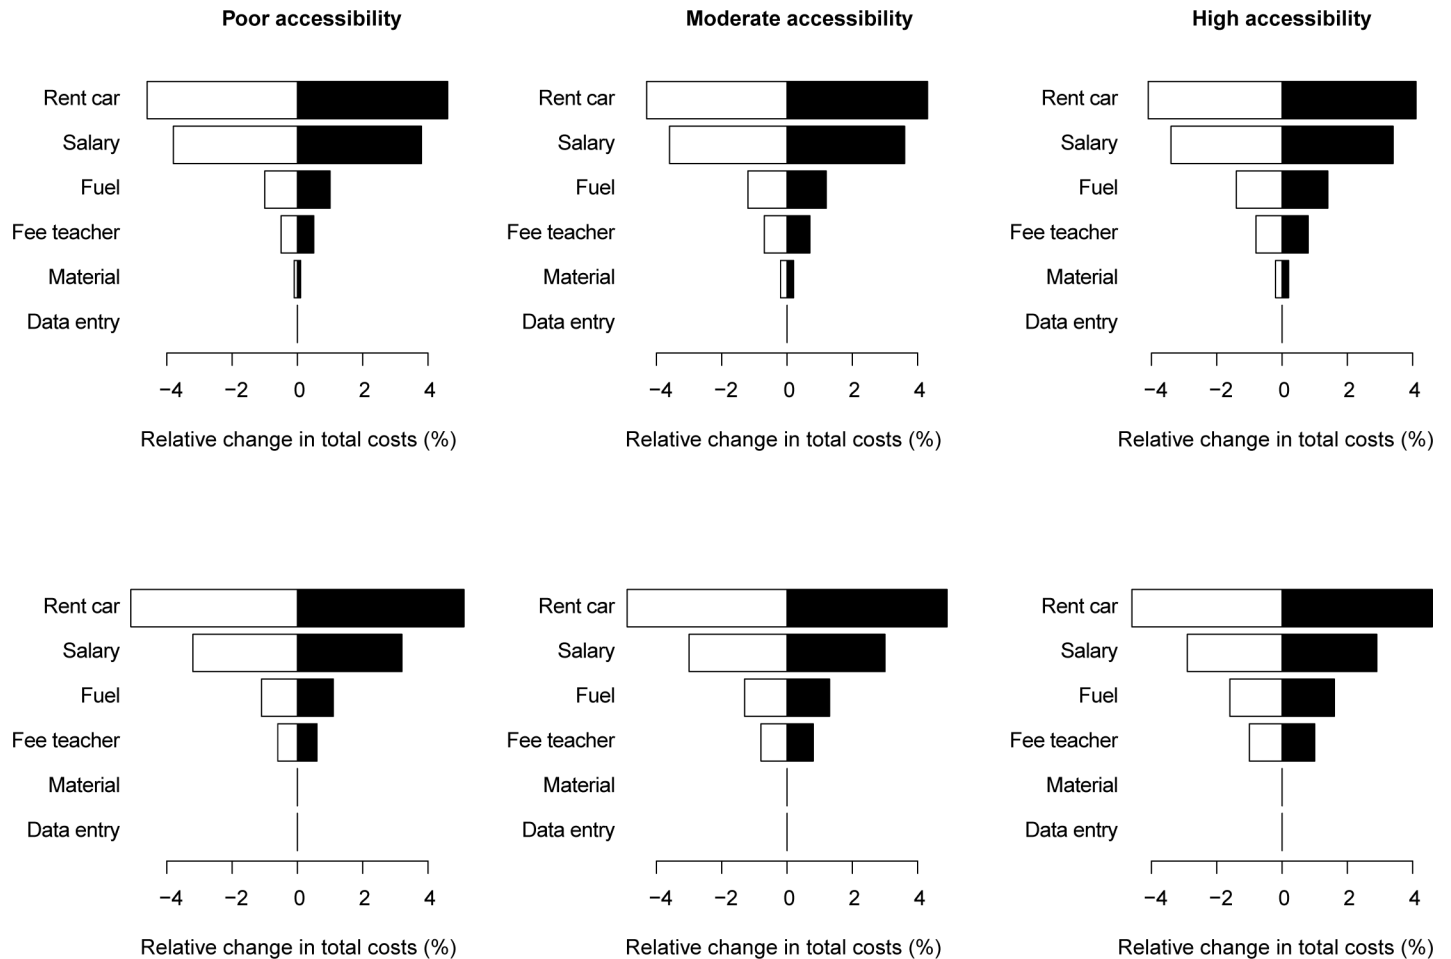 Poor accessibility
Rent car
Salary
Fuel
Fee teacher
Material
Data entry
−4 −2 0 2 4
Relative change in total costs (%)
Moderate accessibility
Rent car
Salary
Fuel
Fee teacher
Material
Data entry
−4 −2 0 2 4
Relative change in total costs (%)
High accessibility
Rent car
Salary
Fuel
Fee teacher
Material
Data entry
−4 −2 0 2 4
Relative change in total costs (%)
Rent car
Salary
Fuel
Fee teacher
Material
Data entry
−4 −2 0 2 4
Relative change in total costs (%)
Rent car
Salary
Fuel
Fee teacher
Material
Data entry
−4 −2 0 2 4
Relative change in total costs (%)
Rent car
Salary
Fuel
Fee teacher
Material
Data entry
−4 −2 0 2 4
Relative change in total costs (%)